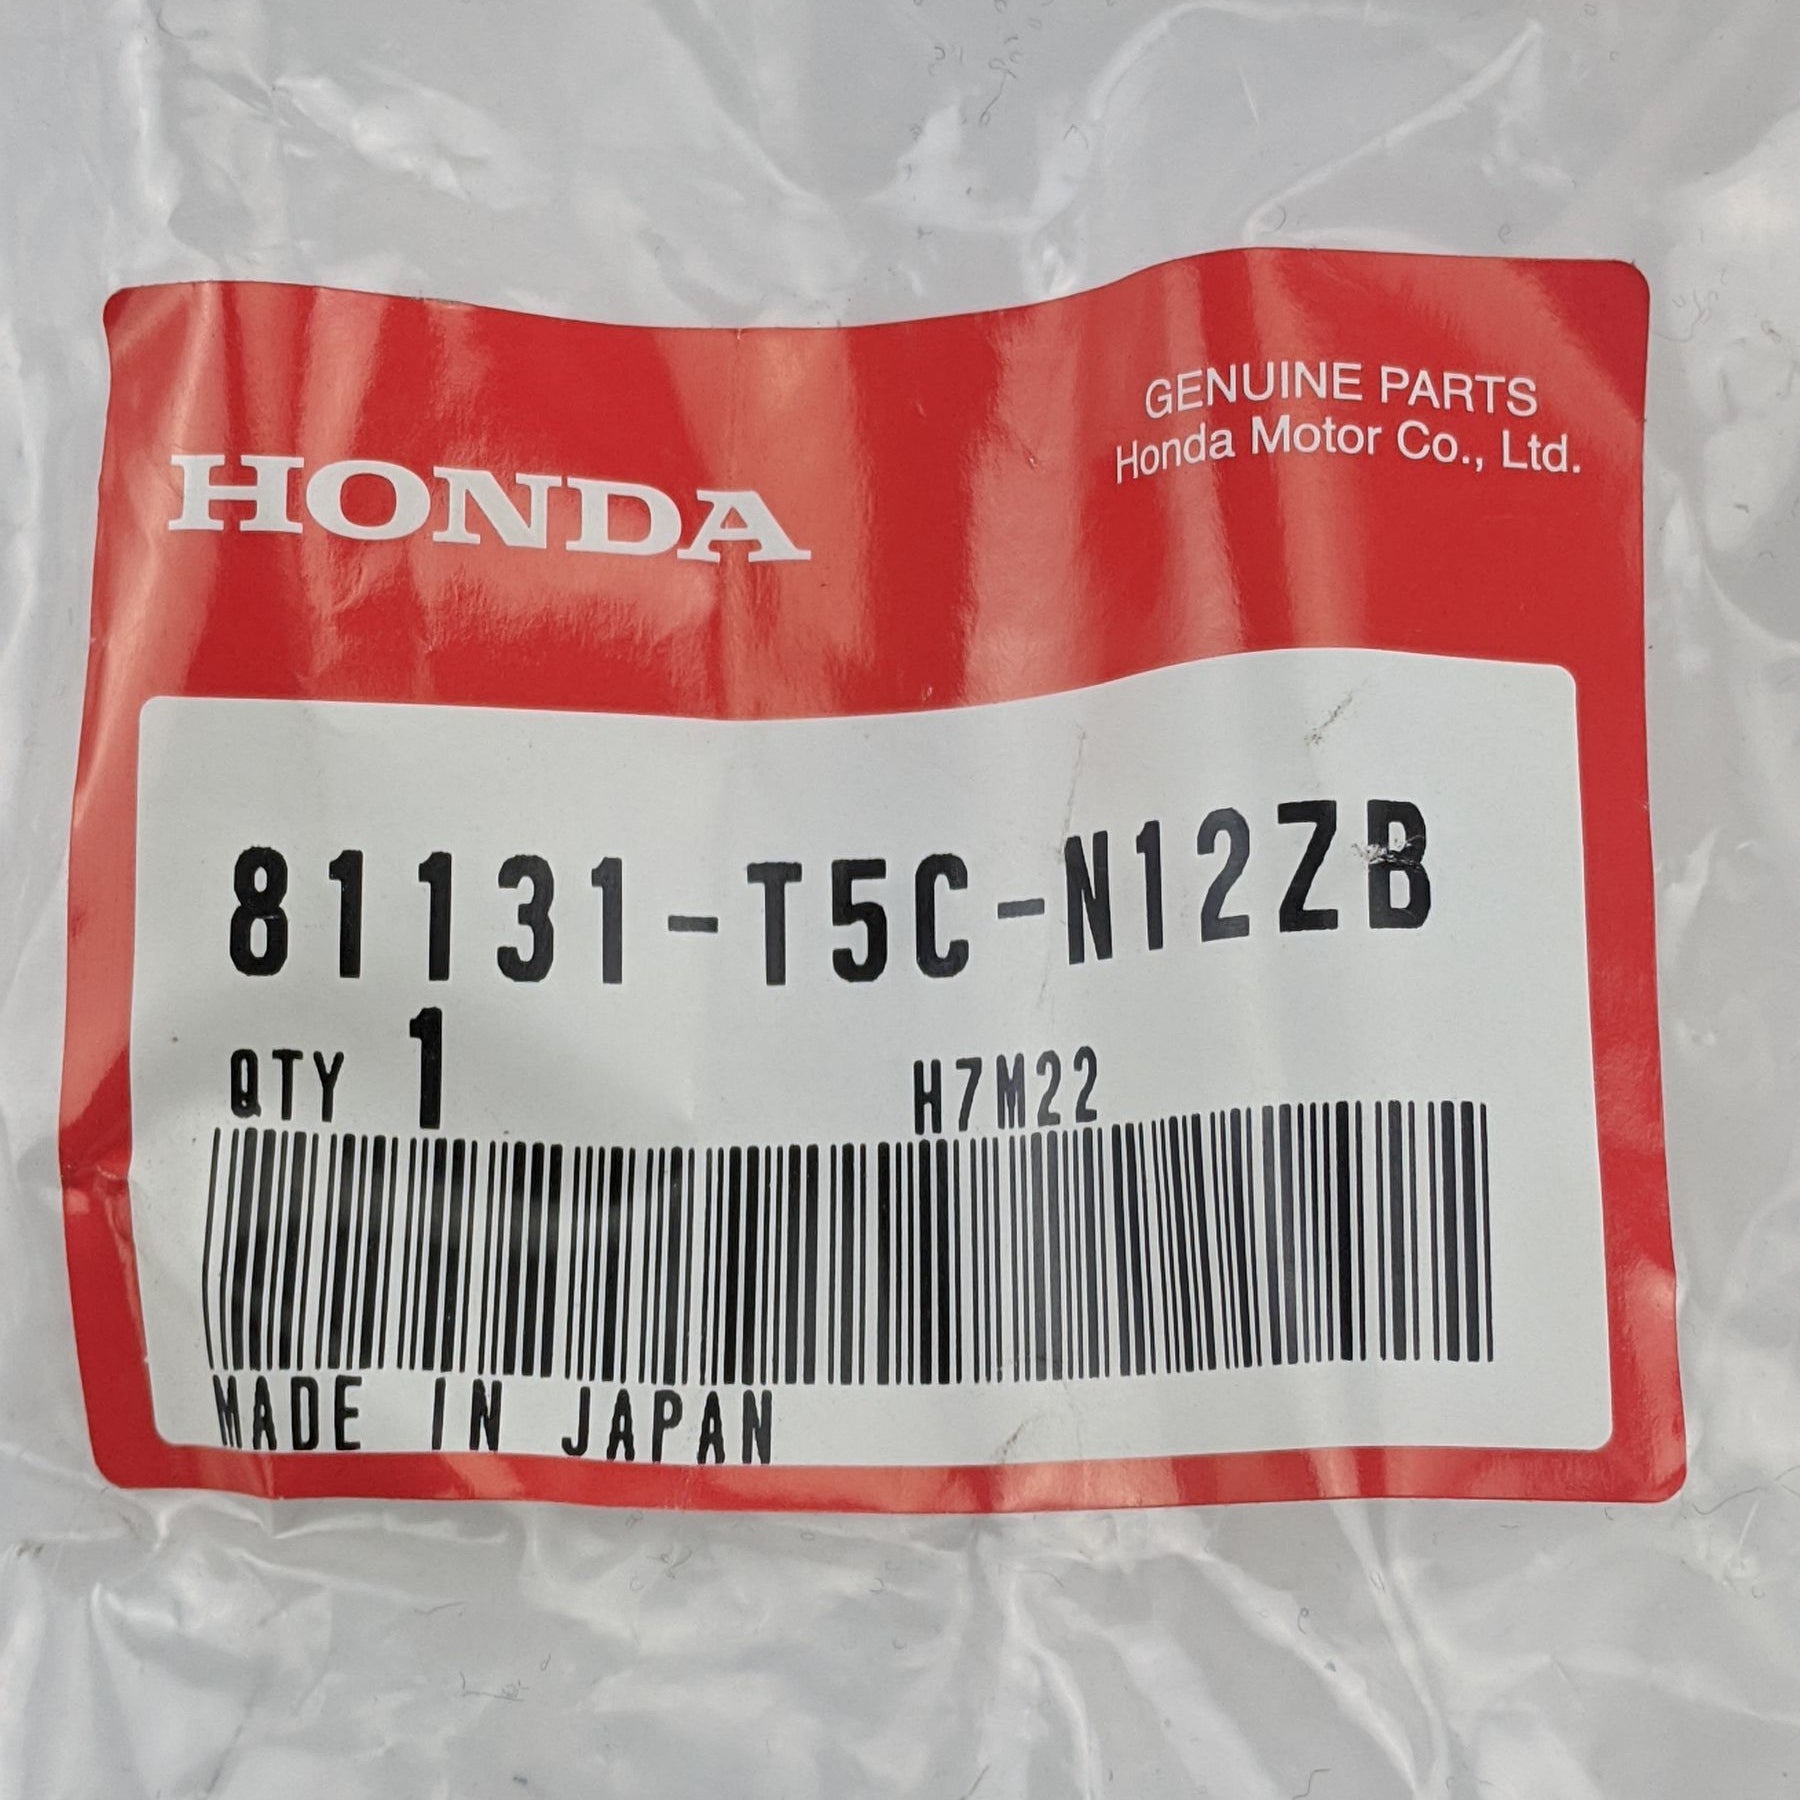 GENUINE PARTS
Honda Motor Co., Ltd.
HONDA
81131-T5C-N12ZB
QTY 1 H7M22
MADE IN JAPAN